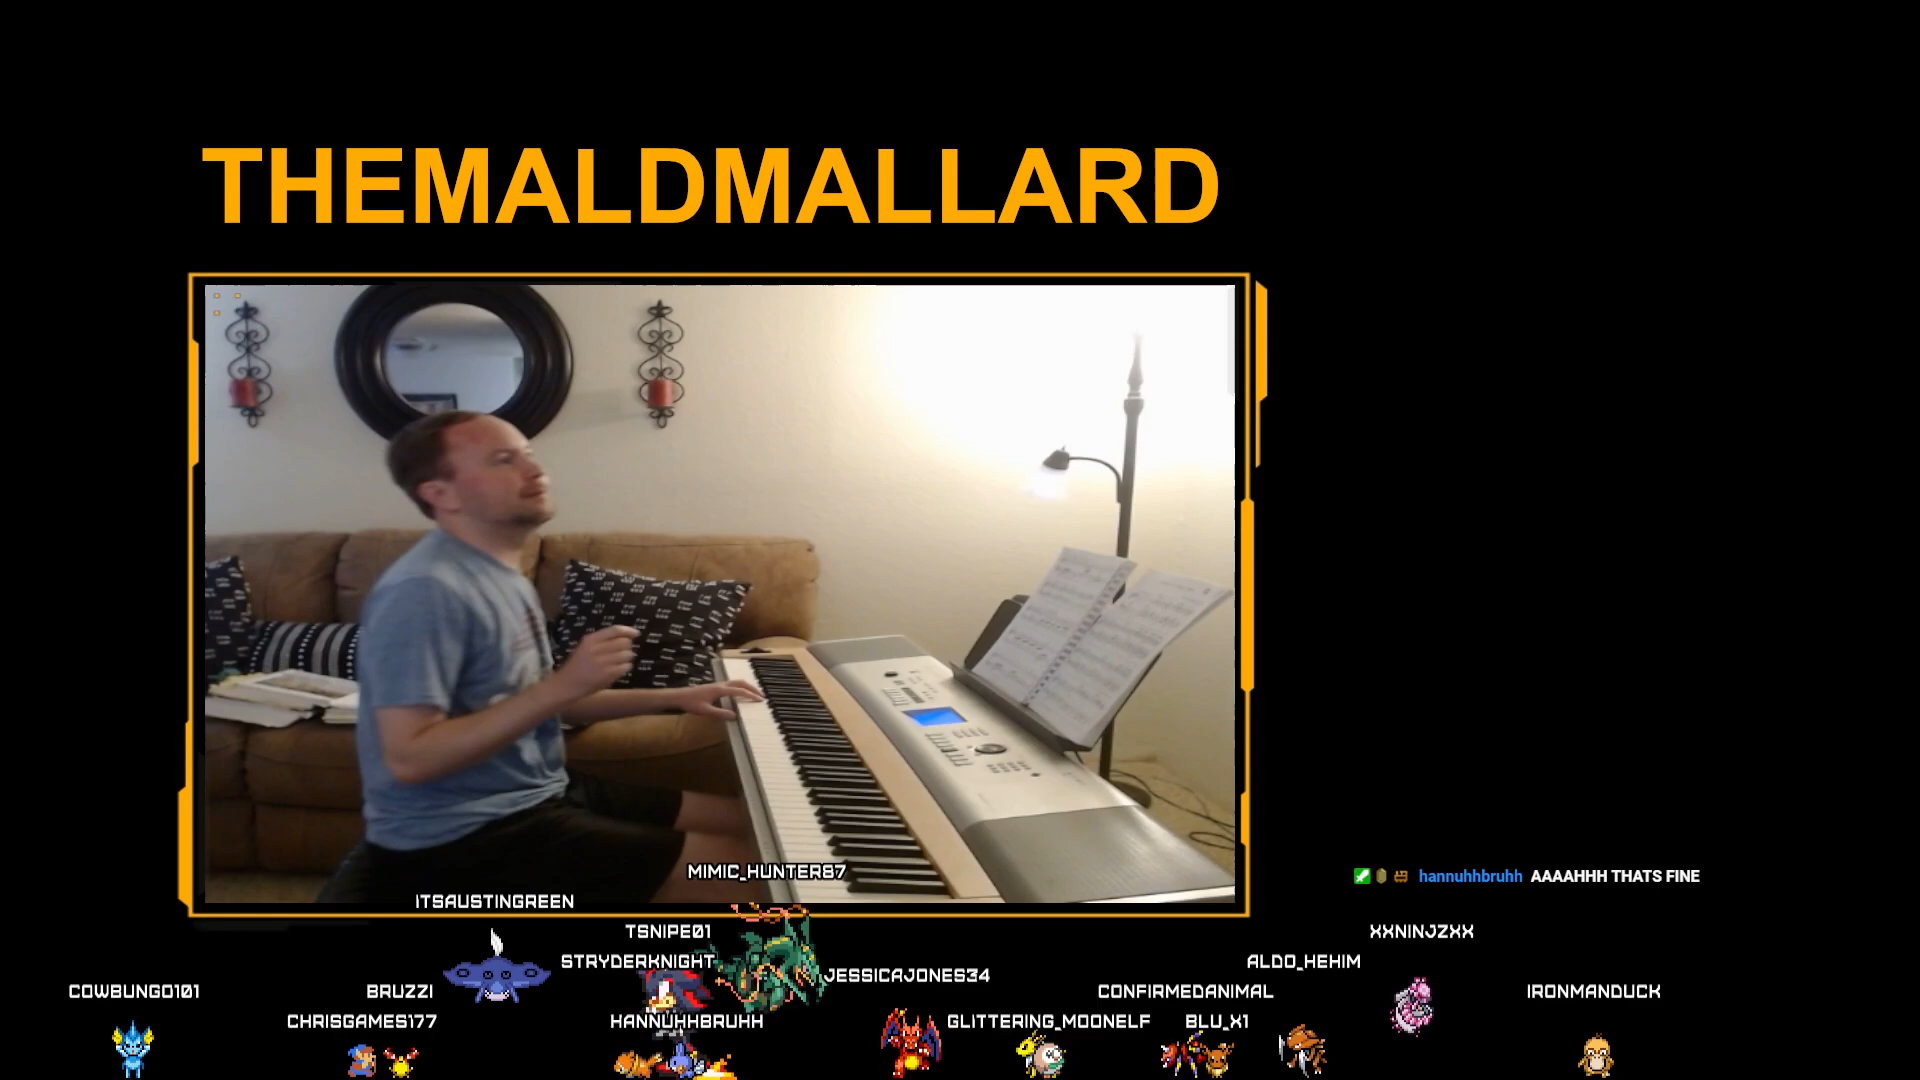 THEMALDMALLARD
MIMIC_HUNTER87
hannuhhbruhh AAAAHHH THATS FINE
ITSAUSTINGREEN
TSNIPE01
XXNINJZXX
STRYDERKNIGHT
ALDO_HEHIM
JESSICAJONES34
COWBUNGO101
BRUZZI
CONFIRMEDANIMAL
IRONMANDUCK
CHRISGAMES177
HANNUHHBRUHH
GLITTERING_MOONELF
BLU_X1